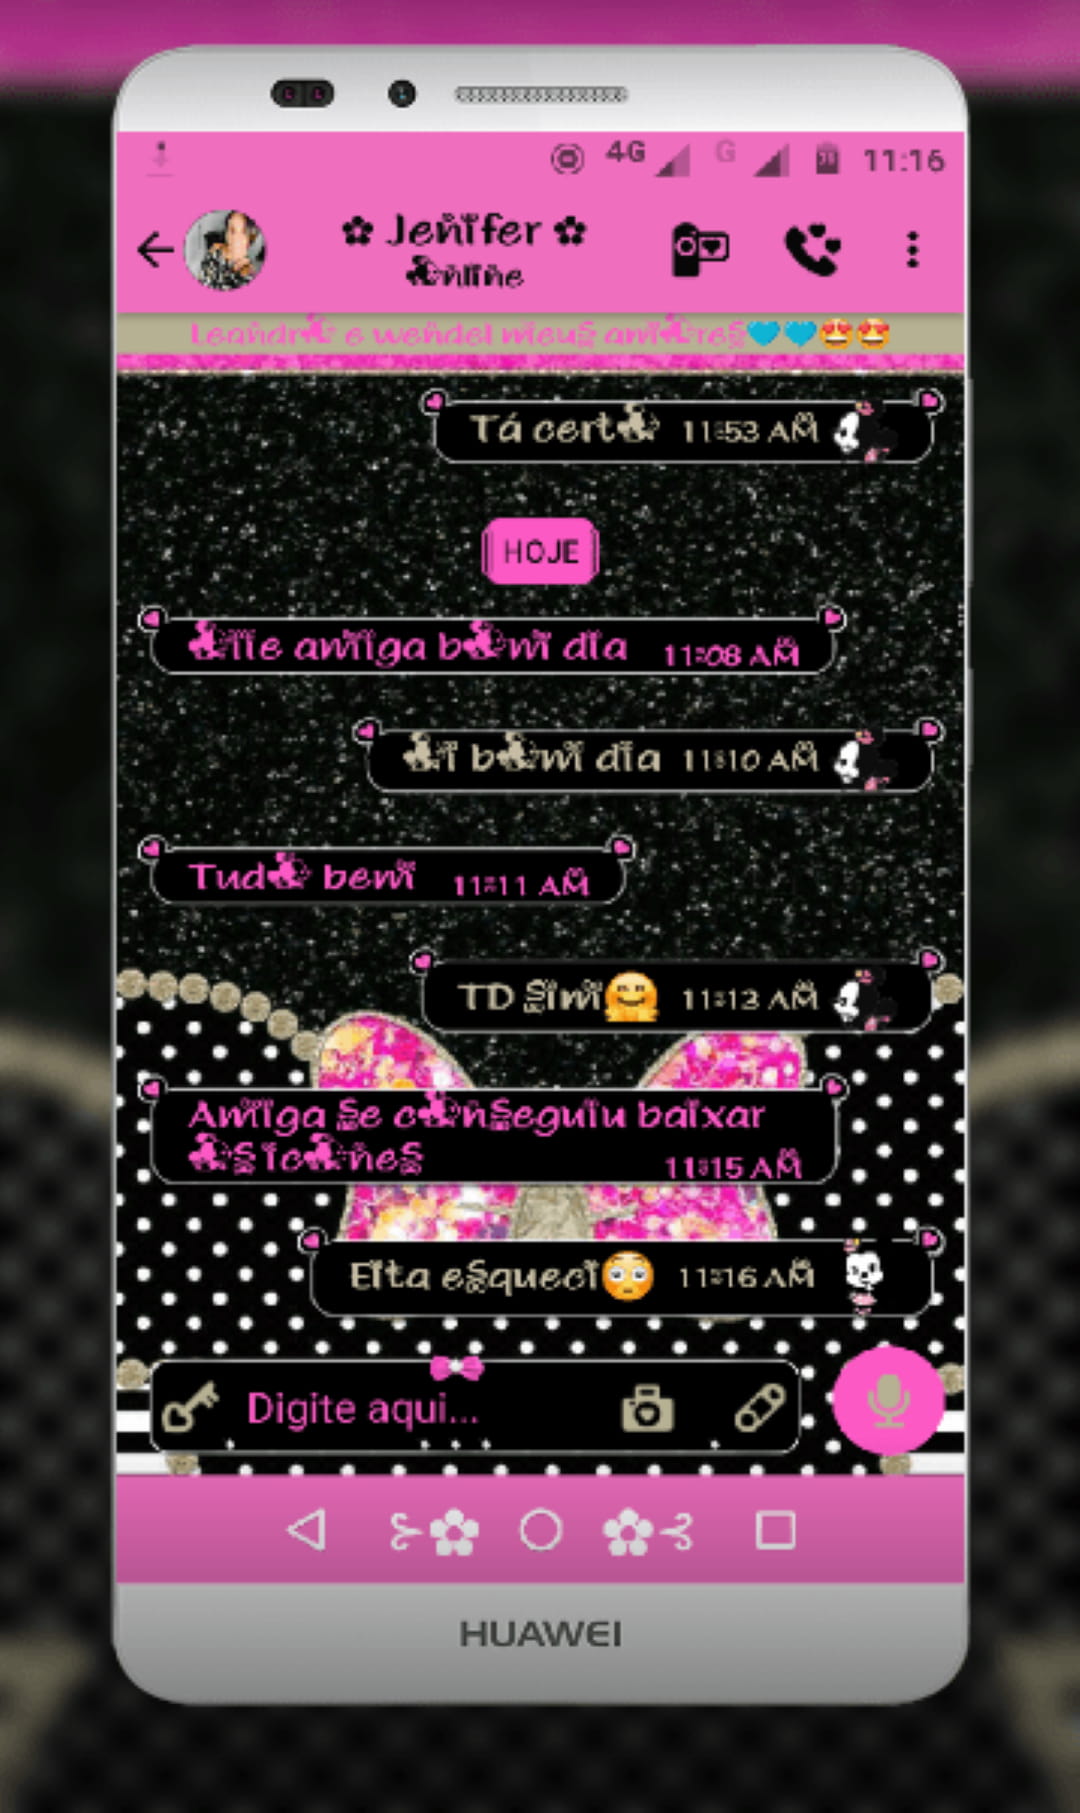 4G G 11:16
✿ Jenifer ✿
Online
Leandro e wendel meus amores🩵🩵😍😍
Tá certo 11:53 AM
HOJE
Oiie amiga bom dia 11:08 AM
Oi bom dia 11:10 AM
Tudo bem 11:11 AM
TD Sim🤗 11:13 AM
Amiga se conseguiu baixar
os icones 11:15 AM
Eita esqueci😳 11:16 AM
Digite aqui...
HUAWEI